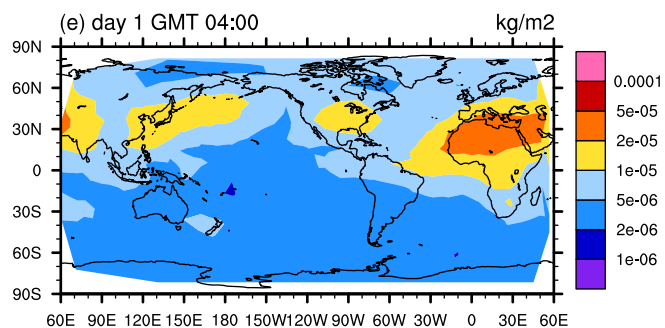 (e) day 1 GMT 04:00 kg/m2
90N
60N
30N
0
30S
60S
90S
60E 90E 120E 150E 180 150W 120W 90W 60W 30W 0 30E 60E
0.0001
5e-05
2e-05
1e-05
5e-06
2e-06
1e-06